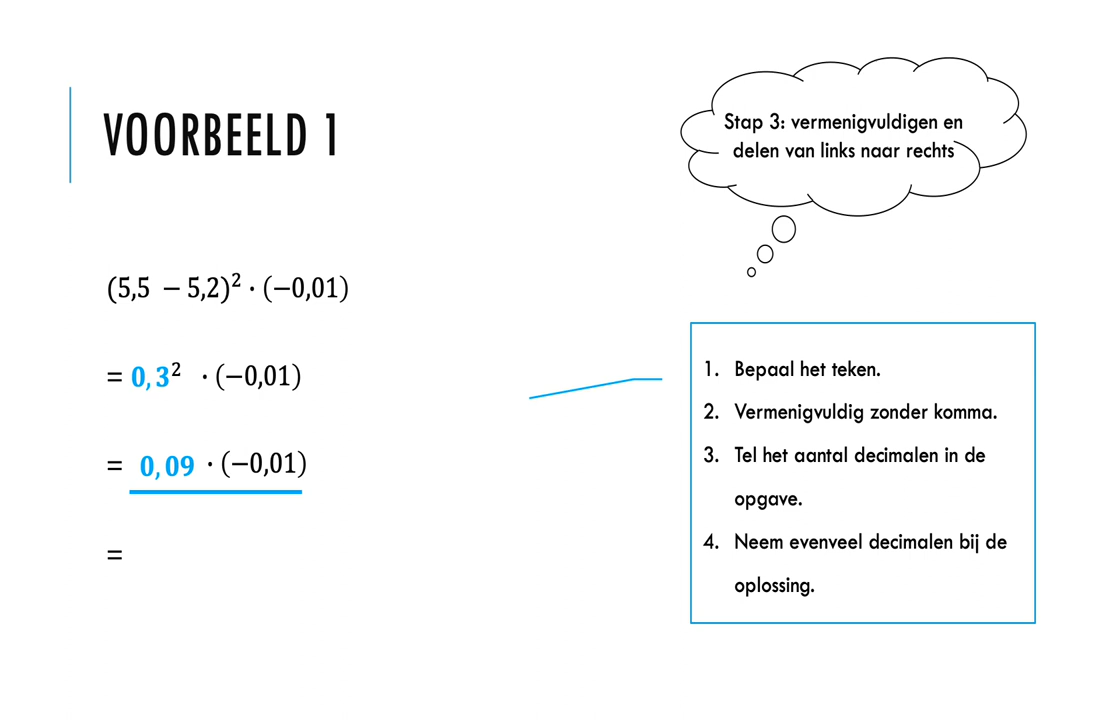 VOORBEELD 1
Stap 3: vermenigvuldigen en
delen van links naar rechts
(5,5 − 5,2)² · (−0,01)
= 0,3² · (−0,01)
= 0,09 · (−0,01)
=
1. Bepaal het teken.
2. Vermenigvuldig zonder komma.
3. Tel het aantal decimalen in de
opgave.
4. Neem evenveel decimalen bij de
oplossing.